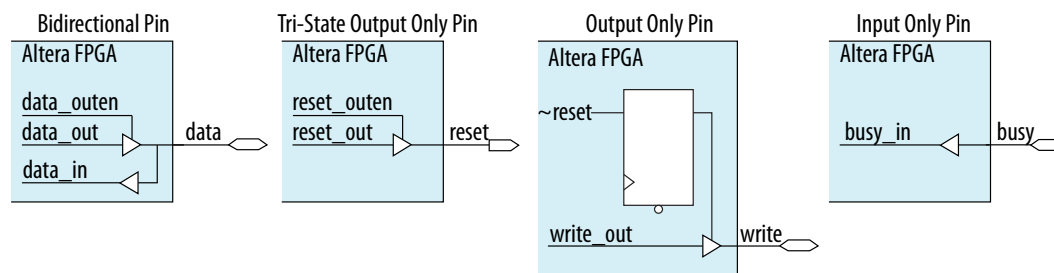 Bidirectional Pin
Altera FPGA
data_outen
data_out
data_in
data
Tri-State Output Only Pin
Altera FPGA
reset_outen
reset_out
reset
Output Only Pin
Altera FPGA
~reset
write_out
write
Input Only Pin
Altera FPGA
busy_in
busy